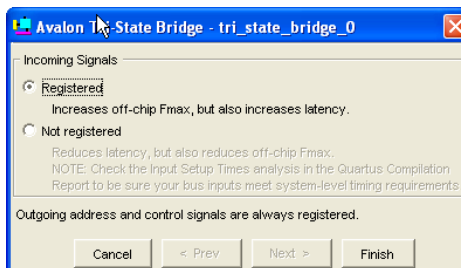 Avalon Tri-State Bridge - tri_state_bridge_0
Incoming Signals
Registered
Increases off-chip Fmax, but also increases latency.
Not registered
Reduces latency, but also reduces off-chip Fmax.
NOTE: Check the Input Setup Times analysis in the Quartus Compilation
Report to be sure your bus inputs meet system-level timing requirements
Outgoing address and control signals are always registered.
Cancel < Prev Next > Finish